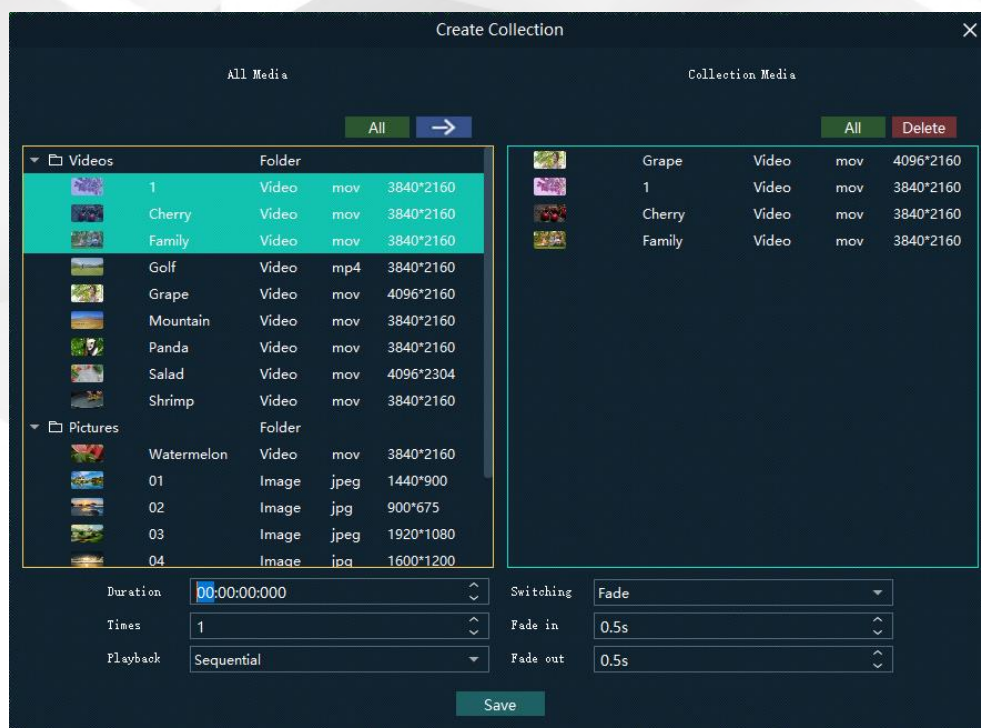 Create Collection
All Media
Collection Media
All
All Delete
Videos Folder
1 Video mov 3840*2160
Cherry Video mov 3840*2160
Family Video mov 3840*2160
Golf Video mp4 3840*2160
Grape Video mov 4096*2160
Mountain Video mov 3840*2160
Panda Video mov 3840*2160
Salad Video mov 4096*2304
Shrimp Video mov 3840*2160
Pictures Folder
Watermelon Video mov 3840*2160
01 Image jpeg 1440*900
02 Image jpg 900*675
03 Image jpeg 1920*1080
04 Image jpg 1600*1200
Grape Video mov 4096*2160
1 Video mov 3840*2160
Cherry Video mov 3840*2160
Family Video mov 3840*2160
Duration 00:00:00:000
Times 1
Playback Sequential
Switching Fade
Fade in 0.5s
Fade out 0.5s
Save